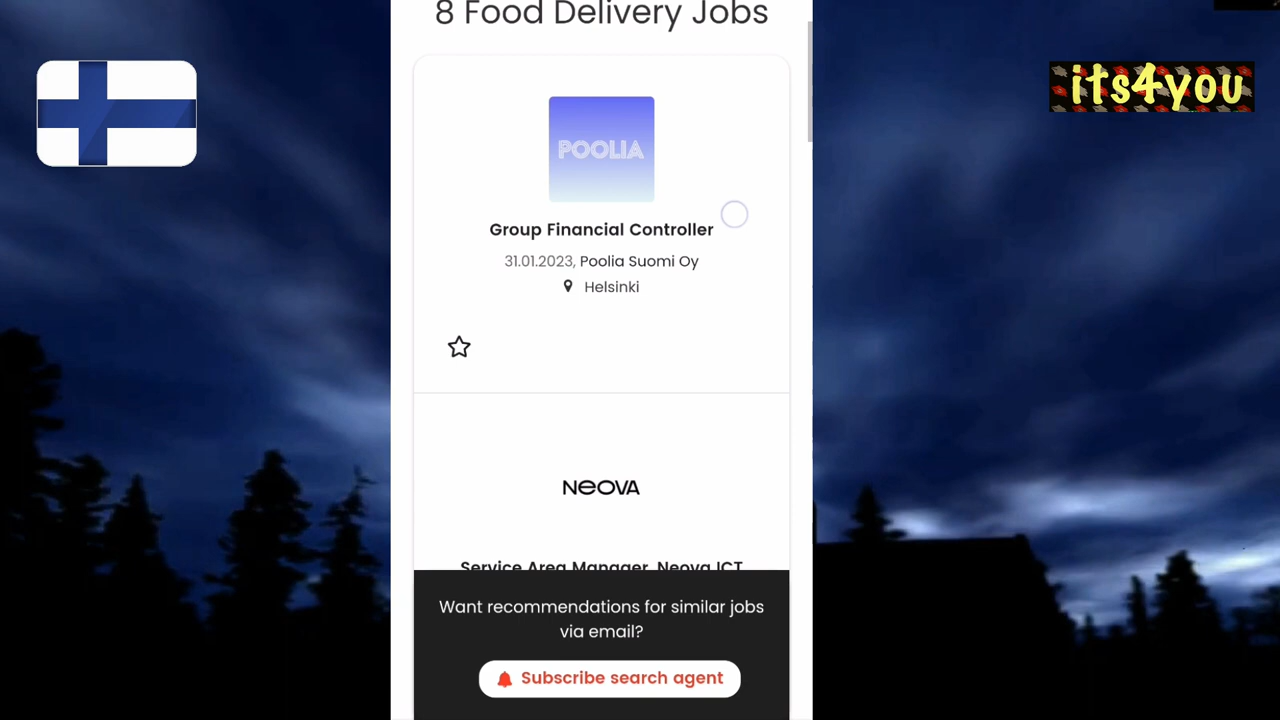 8 Food Delivery Jobs
its4you
POOLIA
Group Financial Controller
31.01.2023, Poolia Suomi Oy
Helsinki
NEOVA
Service Area Manager, Neova ICT
Want recommendations for similar jobs
via email?
Subscribe search agent